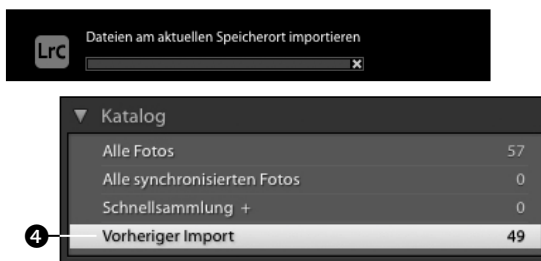 Lrc
Dateien am aktuellen Speicherort importieren
Katalog
Alle Fotos 57
Alle synchronisierten Fotos 0
Schnellsammlung + 0
4 Vorheriger Import 49